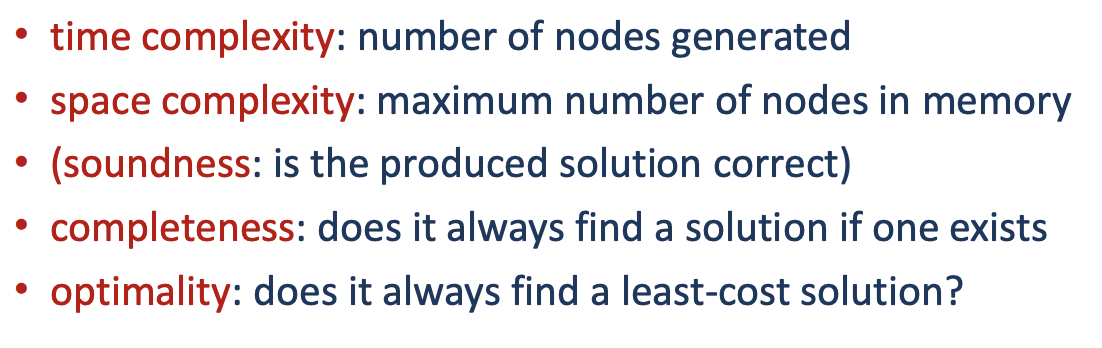 • time complexity: number of nodes generated
• space complexity: maximum number of nodes in memory
• (soundness: is the produced solution correct)
• completeness: does it always find a solution if one exists
• optimality: does it always find a least-cost solution?